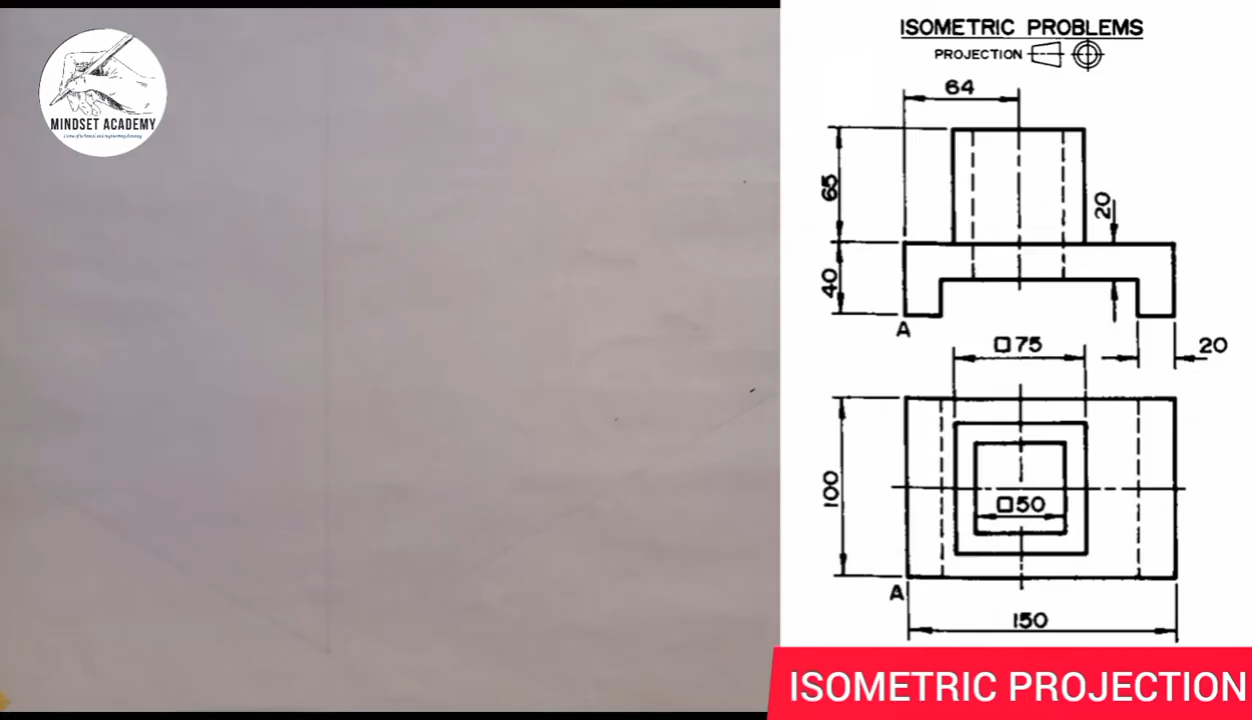 MINDSET ACADEMY
ISOMETRIC PROBLEMS
PROJECTION
64
65
20
40
A
□75
20
100
□50
A
150
ISOMETRIC PROJECTION